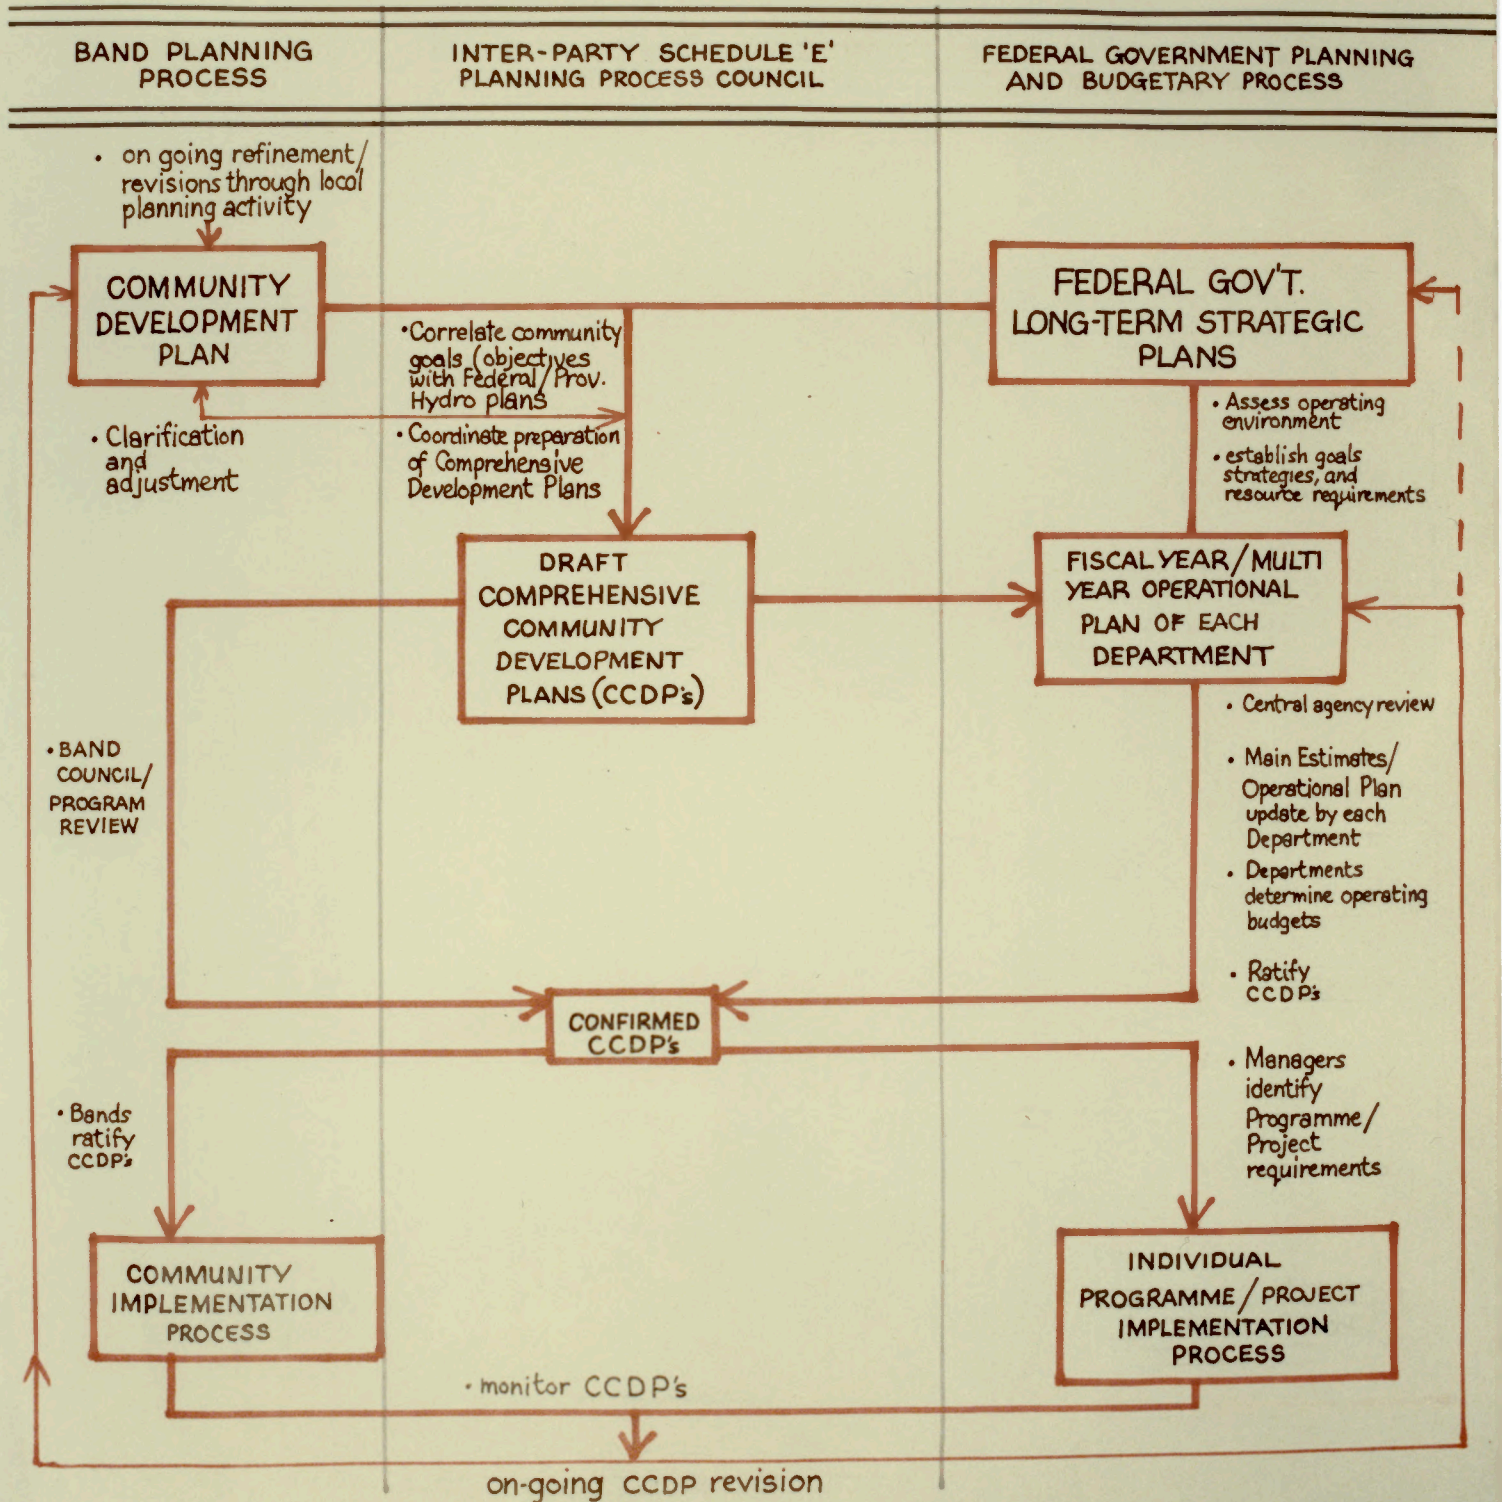 BAND PLANNING
PROCESS
INTER-PARTY SCHEDULE 'E'
PLANNING PROCESS COUNCIL
FEDERAL GOVERNMENT PLANNING
AND BUDGETARY PROCESS
• on going refinement/
revisions through local
planning activity
COMMUNITY
DEVELOPMENT
PLAN
• Clarification
and
adjustment
• Correlate community
goals (objectives
with Federal/Prov.
Hydro plans
• Coordinate preparation
of Comprehensive
Development Plans
FEDERAL GOV'T.
LONG-TERM STRATEGIC
PLANS
• Assess operating
environment
• establish goals
strategies, and
resource requirements
DRAFT
COMPREHENSIVE
COMMUNITY
DEVELOPMENT
PLANS (CCDP's)
FISCAL YEAR/MULTI
YEAR OPERATIONAL
PLAN OF EACH
DEPARTMENT
• BAND
COUNCIL/
PROGRAM
REVIEW
• Central agency review
• Main Estimates/
Operational Plan
update by each
Department
• Departments
determine operating
budgets
• Ratify
CCDP's
CONFIRMED
CCDP's
• Bands
ratify
CCDP's
• Managers
identify
Programme/
Project
requirements
COMMUNITY
IMPLEMENTATION
PROCESS
INDIVIDUAL
PROGRAMME/PROJECT
IMPLEMENTATION
PROCESS
• monitor CCDP's
on-going CCDP revision